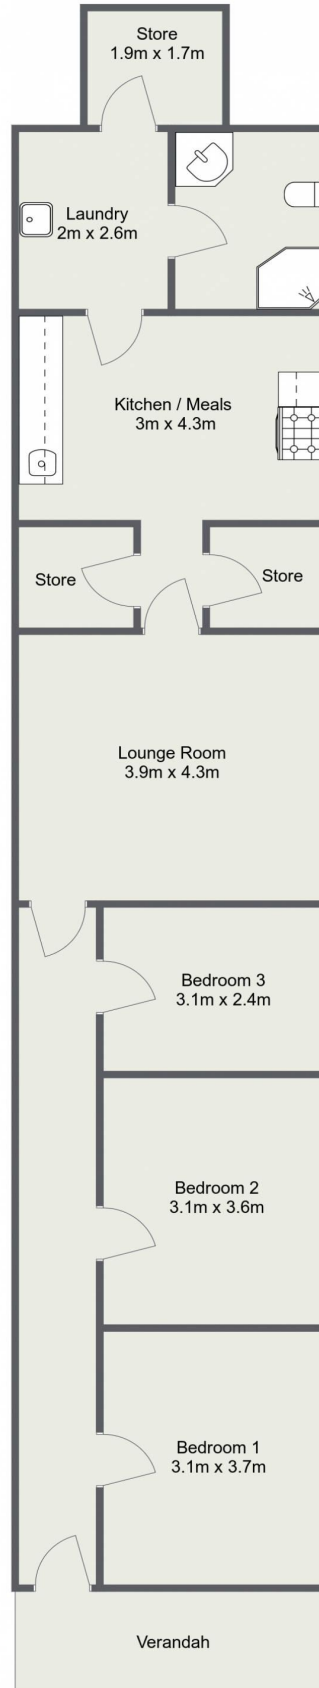 Store
1.9m x 1.7m
Laundry
2m x 2.6m
Kitchen / Meals
3m x 4.3m
Store
Store
Lounge Room
3.9m x 4.3m
Bedroom 3
3.1m x 2.4m
Bedroom 2
3.1m x 3.6m
Bedroom 1
3.1m x 3.7m
Verandah